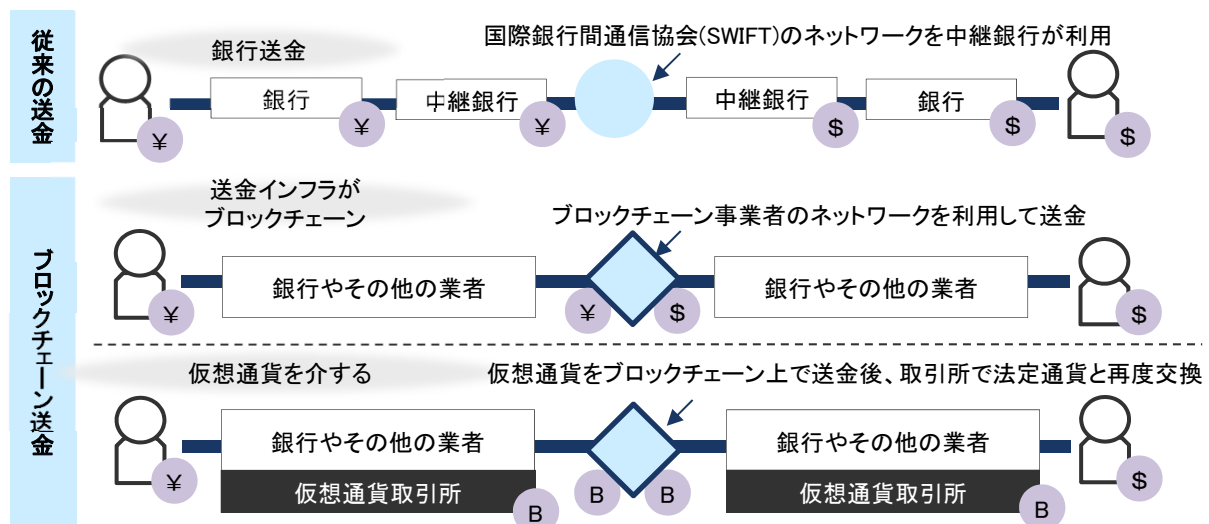 従来の送金
銀行送金
国際銀行間通信協会(SWIFT)のネットワークを中継銀行が利用
銀行
中継銀行
中継銀行
銀行
¥
¥
¥
¥
$
$
$
ブロックチェーン送金
送金インフラが
ブロックチェーン
ブロックチェーン事業者のネットワークを利用して送金
銀行やその他の業者
銀行やその他の業者
¥
¥
$
$
仮想通貨を介する
仮想通貨をブロックチェーン上で送金後、取引所で法定通貨と再度交換
銀行やその他の業者
銀行やその他の業者
¥
仮想通貨取引所
B
B
B
仮想通貨取引所
B
$